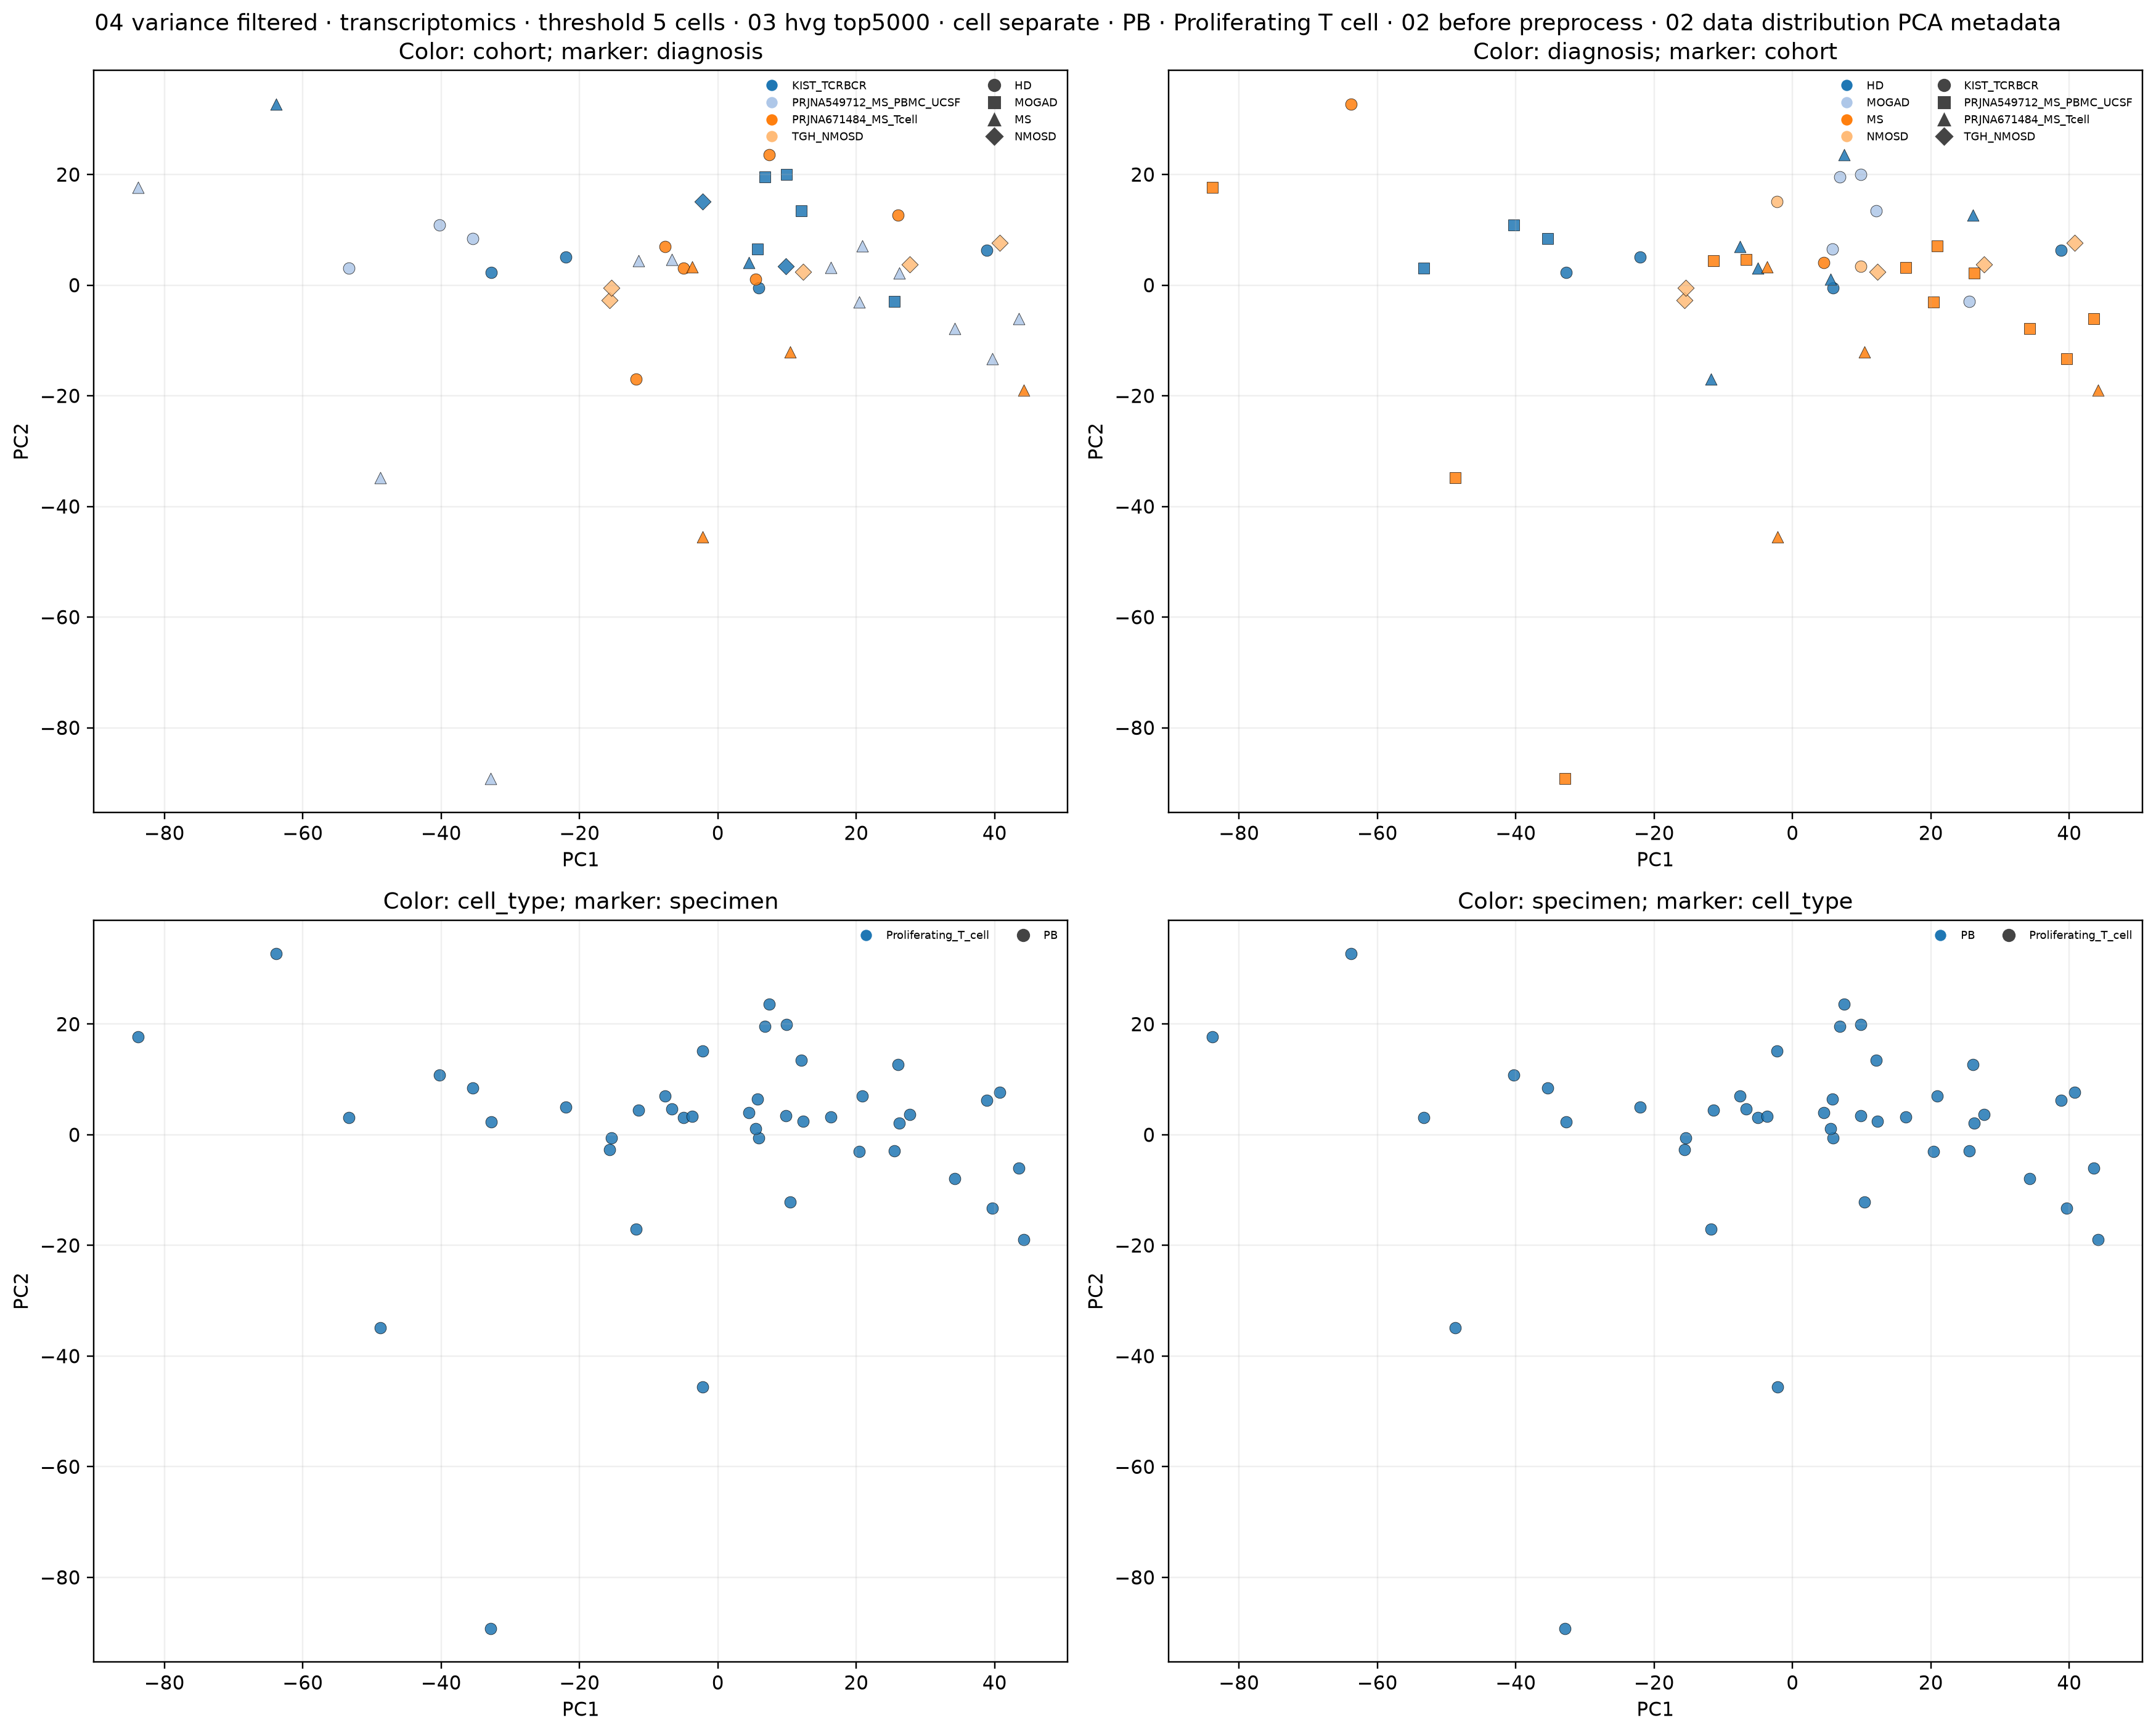 04 variance filtered · transcriptomics · threshold 5 cells · 03 hvg top5000 · cell separate · PB · Proliferating T cell · 02 before preprocess · 02 data distribution PCA metadata
Color: cohort; marker: diagnosis
KIST_TCRBCR
PRJNA549712_MS_PBMC_UCSF
PRJNA671484_MS_Tcell
TGH_NMOSD
HD
MOGAD
MS
NMOSD
20
0
−20
−40
−60
−80
PC2
−80 −60 −40 −20 0 20 40
PC1
Color: diagnosis; marker: cohort
HD
MOGAD
MS
NMOSD
KIST_TCRBCR
PRJNA549712_MS_PBMC_UCSF
PRJNA671484_MS_Tcell
TGH_NMOSD
20
0
−20
−40
−60
−80
PC2
−80 −60 −40 −20 0 20 40
PC1
Color: cell_type; marker: specimen
Proliferating_T_cell PB
20
0
−20
−40
−60
−80
PC2
−80 −60 −40 −20 0 20 40
PC1
Color: specimen; marker: cell_type
PB Proliferating_T_cell
20
0
−20
−40
−60
−80
PC2
−80 −60 −40 −20 0 20 40
PC1